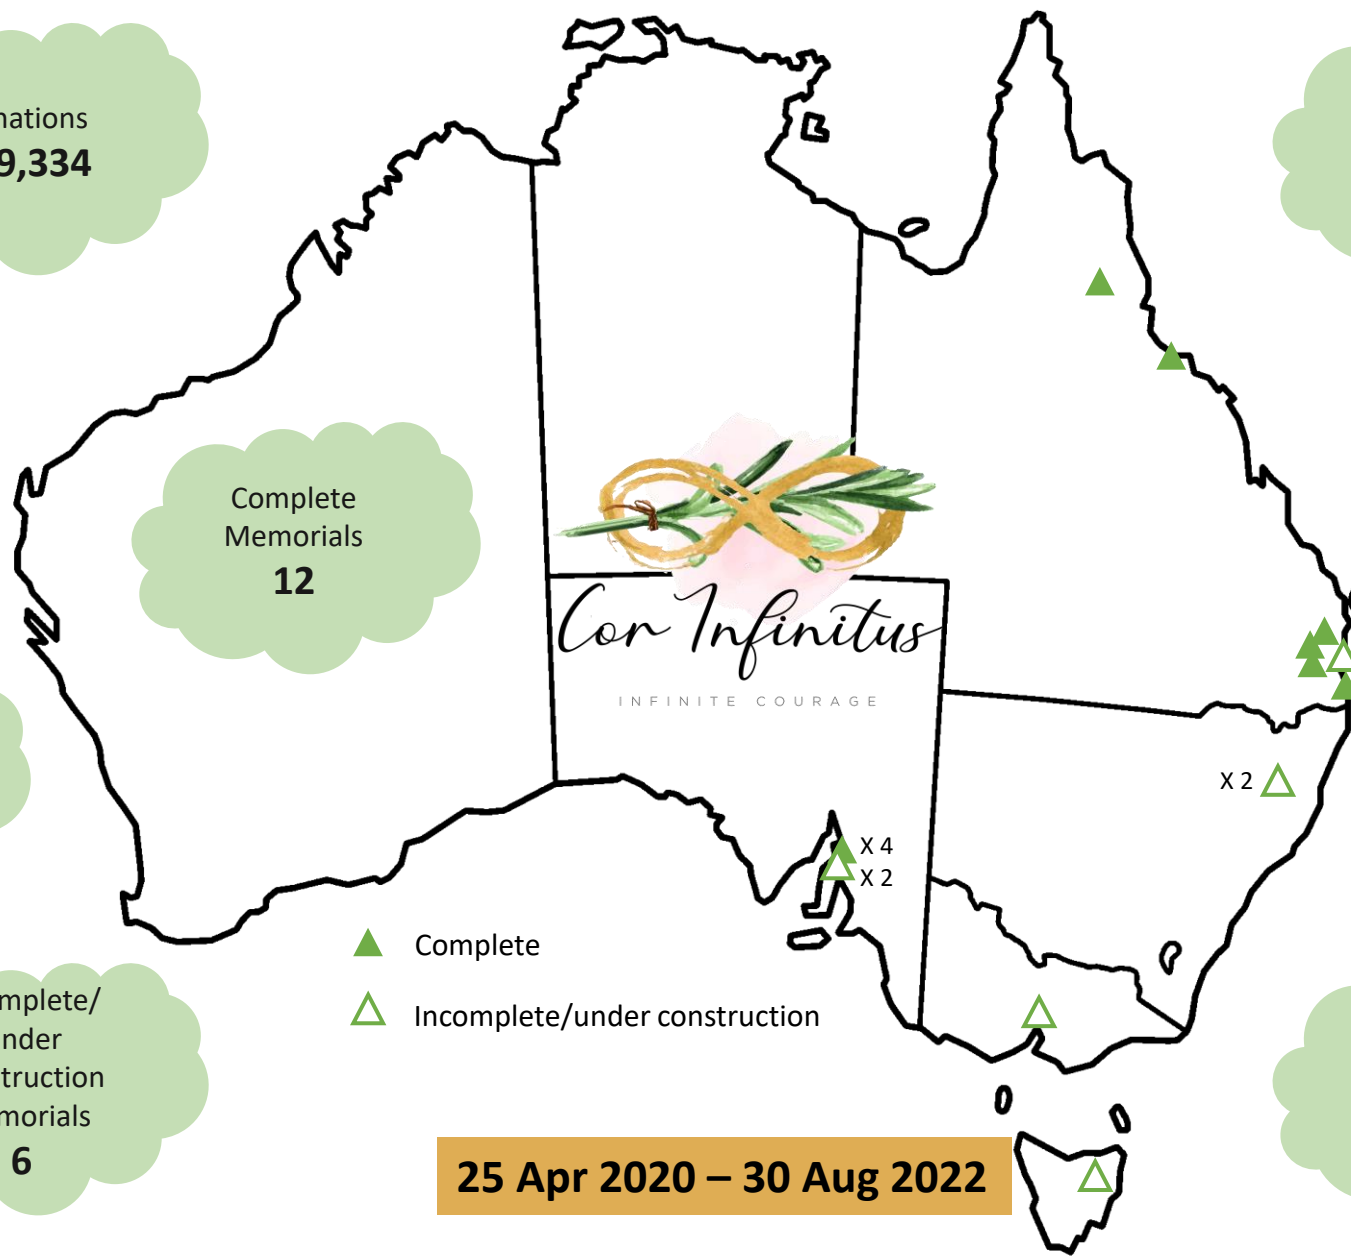 nations
9,334
Complete
Memorials
12
Cor Infinitus
INFINITE COURAGE
X 2
X 4
X 2
Complete
Incomplete/under construction
mplete/
nder
truction
morials
6
25 Apr 2020 – 30 Aug 2022